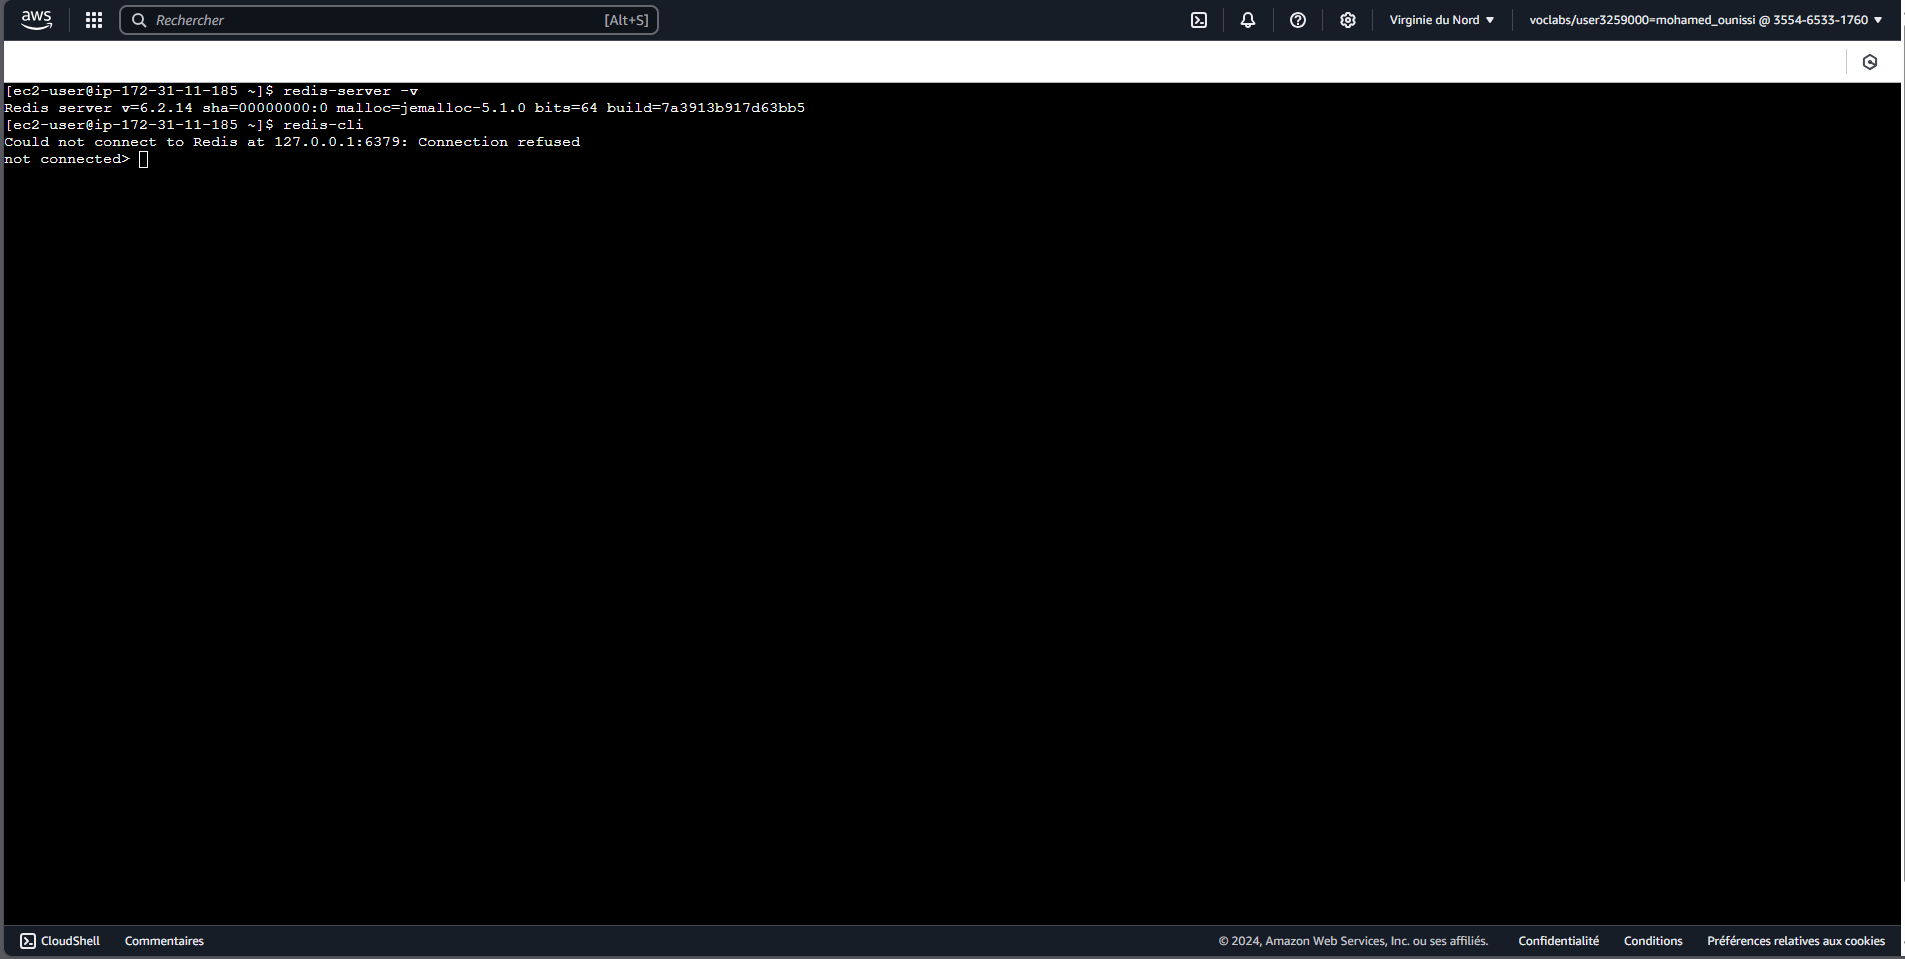 aws
Rechercher [Alt+S]
Virginie du Nord
voclabs/user3259000=mohamed_ounissi @ 3554-6533-1760
[ec2-user@ip-172-31-11-185 ~]$ redis-server -v
Redis server v=6.2.14 sha=00000000:0 malloc=jemalloc-5.1.0 bits=64 build=7a3913b917d63bb5
[ec2-user@ip-172-31-11-185 ~]$ redis-cli
Could not connect to Redis at 127.0.0.1:6379: Connection refused
not connected>
CloudShell Commentaires © 2024, Amazon Web Services, Inc. ou ses affiliés. Confidentialité Conditions Préférences relatives aux cookies